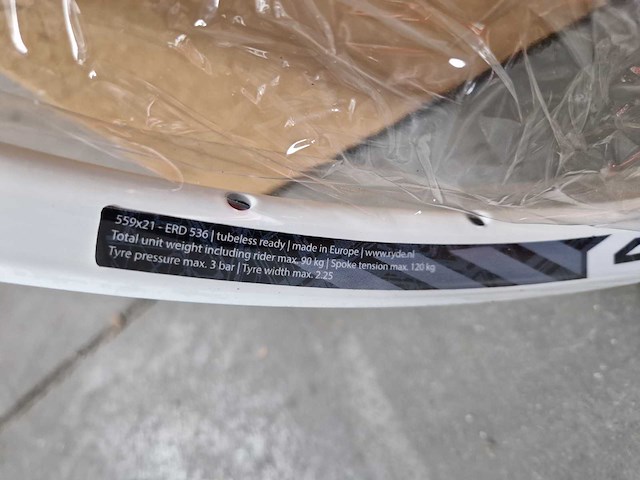 559x21 - ERD 536 | tubeless ready | made in Europe | www.ryde.nl
Total unit weight including rider max. 90 kg | Spoke tension max. 120 kg
Tyre pressure max. 3 bar | Tyre width max. 2.25